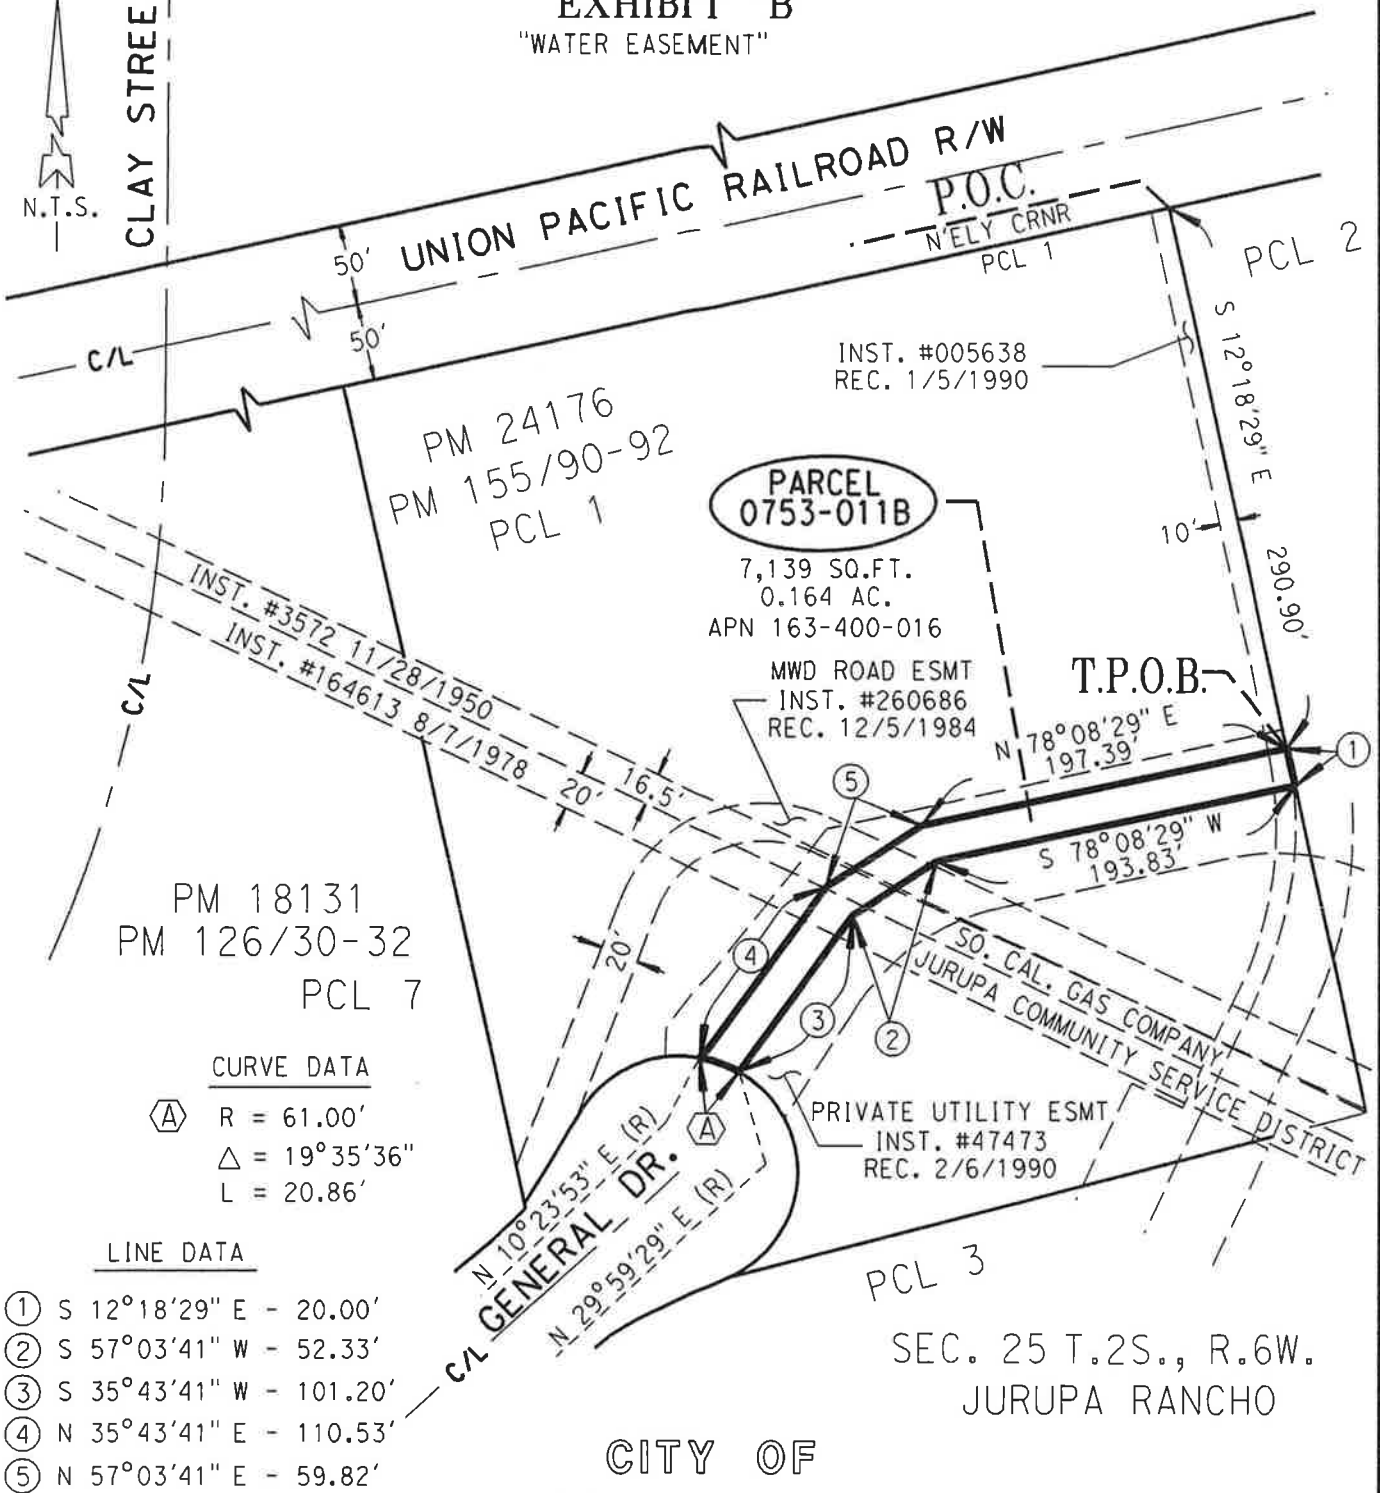 EXHIBIT "B"
"WATER EASEMENT"
N.T.S.
CLAY STREE
UNION PACIFIC RAILROAD R/W
50'
50'
C/L
P.O.C.
N'ELY CRNR
PCL 1
PCL 2
S 12°18'29" E 290.90'
INST. #005638
REC. 1/5/1990
10'
PM 24176
PM 155/90-92
PCL 1
PARCEL
0753-011B
7,139 SQ.FT.
0.164 AC.
APN 163-400-016
MWD ROAD ESMT
INST. #260686
REC. 12/5/1984
T.P.O.B.
N 78°08'29" E
197.39'
1
INST. #3572 11/28/1950
INST. #164613 8/7/1978
C/L
20'
16.5'
5
S 78°08'29" W
193.83'
PM 18131
PM 126/30-32
PCL 7
20'
4
3
2
SO. CAL. GAS COMPANY
JURUPA COMMUNITY SERVICE DISTRICT
CURVE DATA
A R = 61.00'
△ = 19°35'36"
L = 20.86'
A
PRIVATE UTILITY ESMT
INST. #47473
REC. 2/6/1990
N 10°23'53" E (R)
GENERAL DR.
N 29°59'29" E (R)
C/L
PCL 3
LINE DATA
1 S 12°18'29" E - 20.00'
2 S 57°03'41" W - 52.33'
3 S 35°43'41" W - 101.20'
4 N 35°43'41" E - 110.53'
5 N 57°03'41" E - 59.82'
SEC. 25 T.2S., R.6W.
JURUPA RANCHO
CITY OF